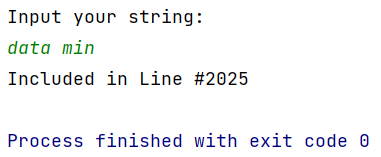 Input your string:
data min
Included in Line #2025
Process finished with exit code 0